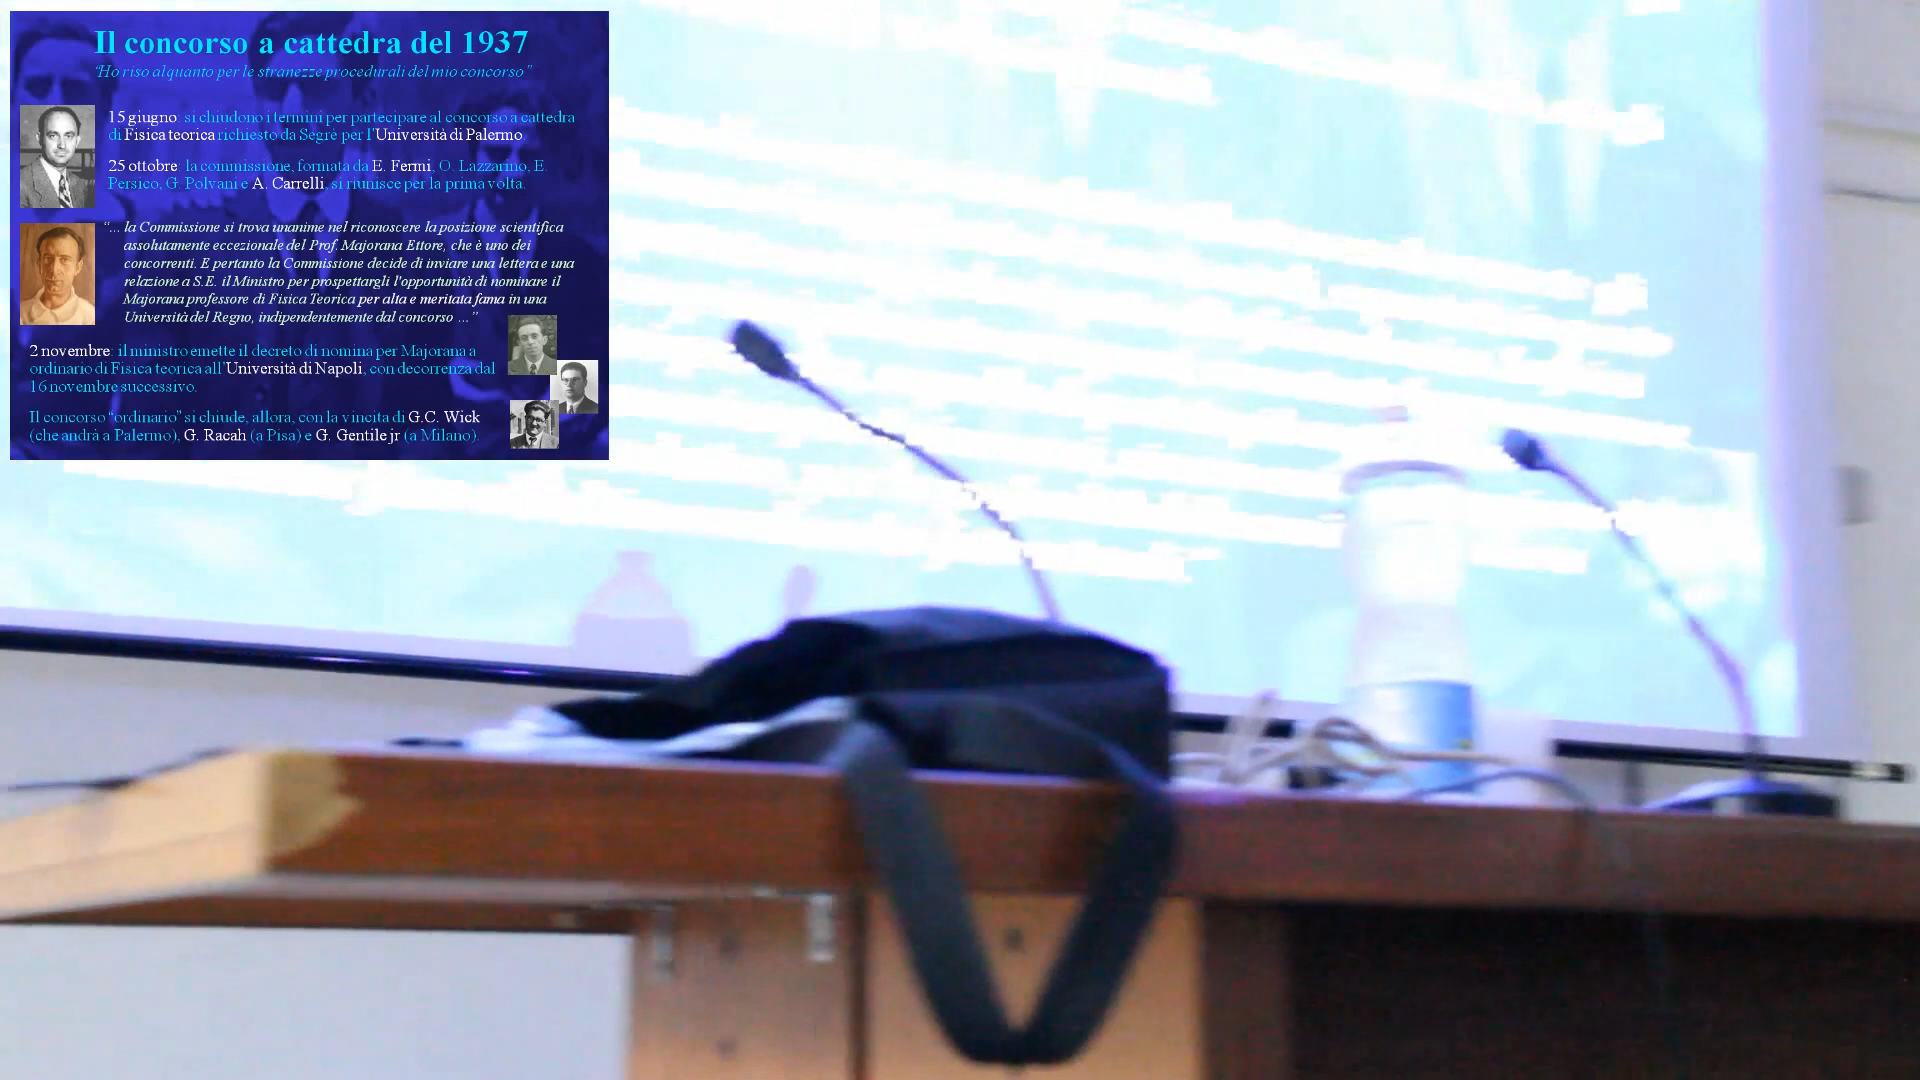 Il concorso a cattedra del 1937
"Ho riso alquanto per le stranezze procedurali del mio concorso"
15 giugno: si chiudono i termini per partecipare al concorso a cattedra
di Fisica teorica richiesto da Segrè per l'Università di Palermo.
25 ottobre: la commissione, formata da E. Fermi, O. Lazzarino, E.
Persico, G. Polvani e A. Carrelli, si riunisce per la prima volta.
"... la Commissione si trova unanime nel riconoscere la posizione scientifica
assolutamente eccezionale del Prof. Majorana Ettore, che è uno dei
concorrenti. E pertanto la Commissione decide di inviare una lettera e una
relazione a S.E. il Ministro per prospettargli l'opportunità di nominare il
Majorana professore di Fisica Teorica per alta e meritata fama in una
Università del Regno, indipendentemente dal concorso ..."
2 novembre: il ministro emette il decreto di nomina per Majorana a
ordinario di Fisica teorica all'Università di Napoli, con decorrenza dal
16 novembre successivo.
Il concorso "ordinario" si chiude, allora, con la vincita di G.C. Wick
(che andrà a Palermo), G. Racah (a Pisa) e G. Gentile jr (a Milano).